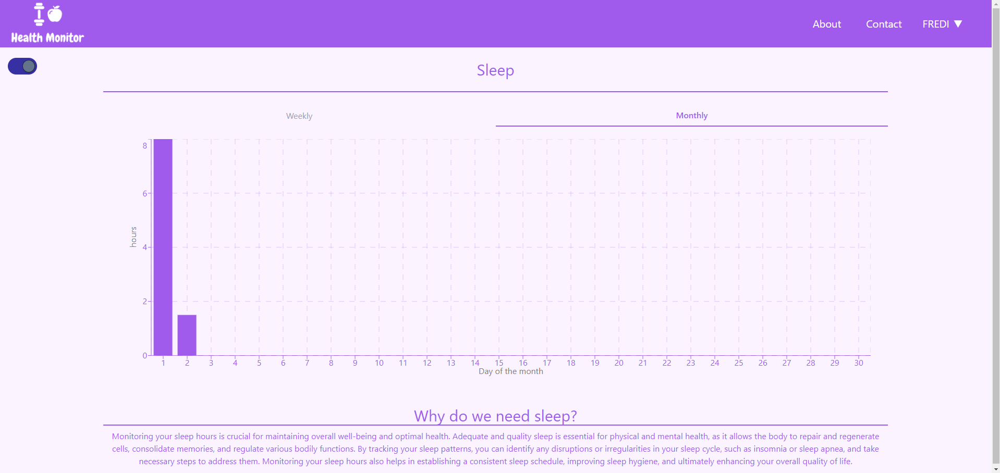 Health Monitor
About
Contact
FREDI ▼
Sleep
Weekly
Monthly
8
6
4
2
0
hours
1 2 3 4 5 6 7 8 9 10 11 12 13 14 15 16 17 18 19 20 21 22 23 24 25 26 27 28 29 30
Day of the month
Why do we need sleep?
Monitoring your sleep hours is crucial for maintaining overall well-being and optimal health. Adequate and quality sleep is essential for physical and mental health, as it allows the body to repair and regenerate
cells, consolidate memories, and regulate various bodily functions. By tracking your sleep patterns, you can identify any disruptions or irregularities in your sleep cycle, such as insomnia or sleep apnea, and take
necessary steps to address them. Monitoring your sleep hours also helps in establishing a consistent sleep schedule, improving sleep hygiene, and ultimately enhancing your overall quality of life.